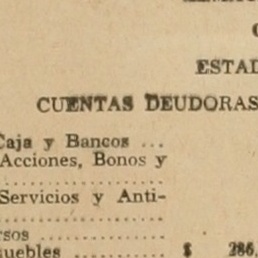 ESTAD
CUENTAS DEUDORAS
Caja y Bancos ...
Acciones, Bonos y
Servicios y Anti-
rsos
uebles ............ $ 286,